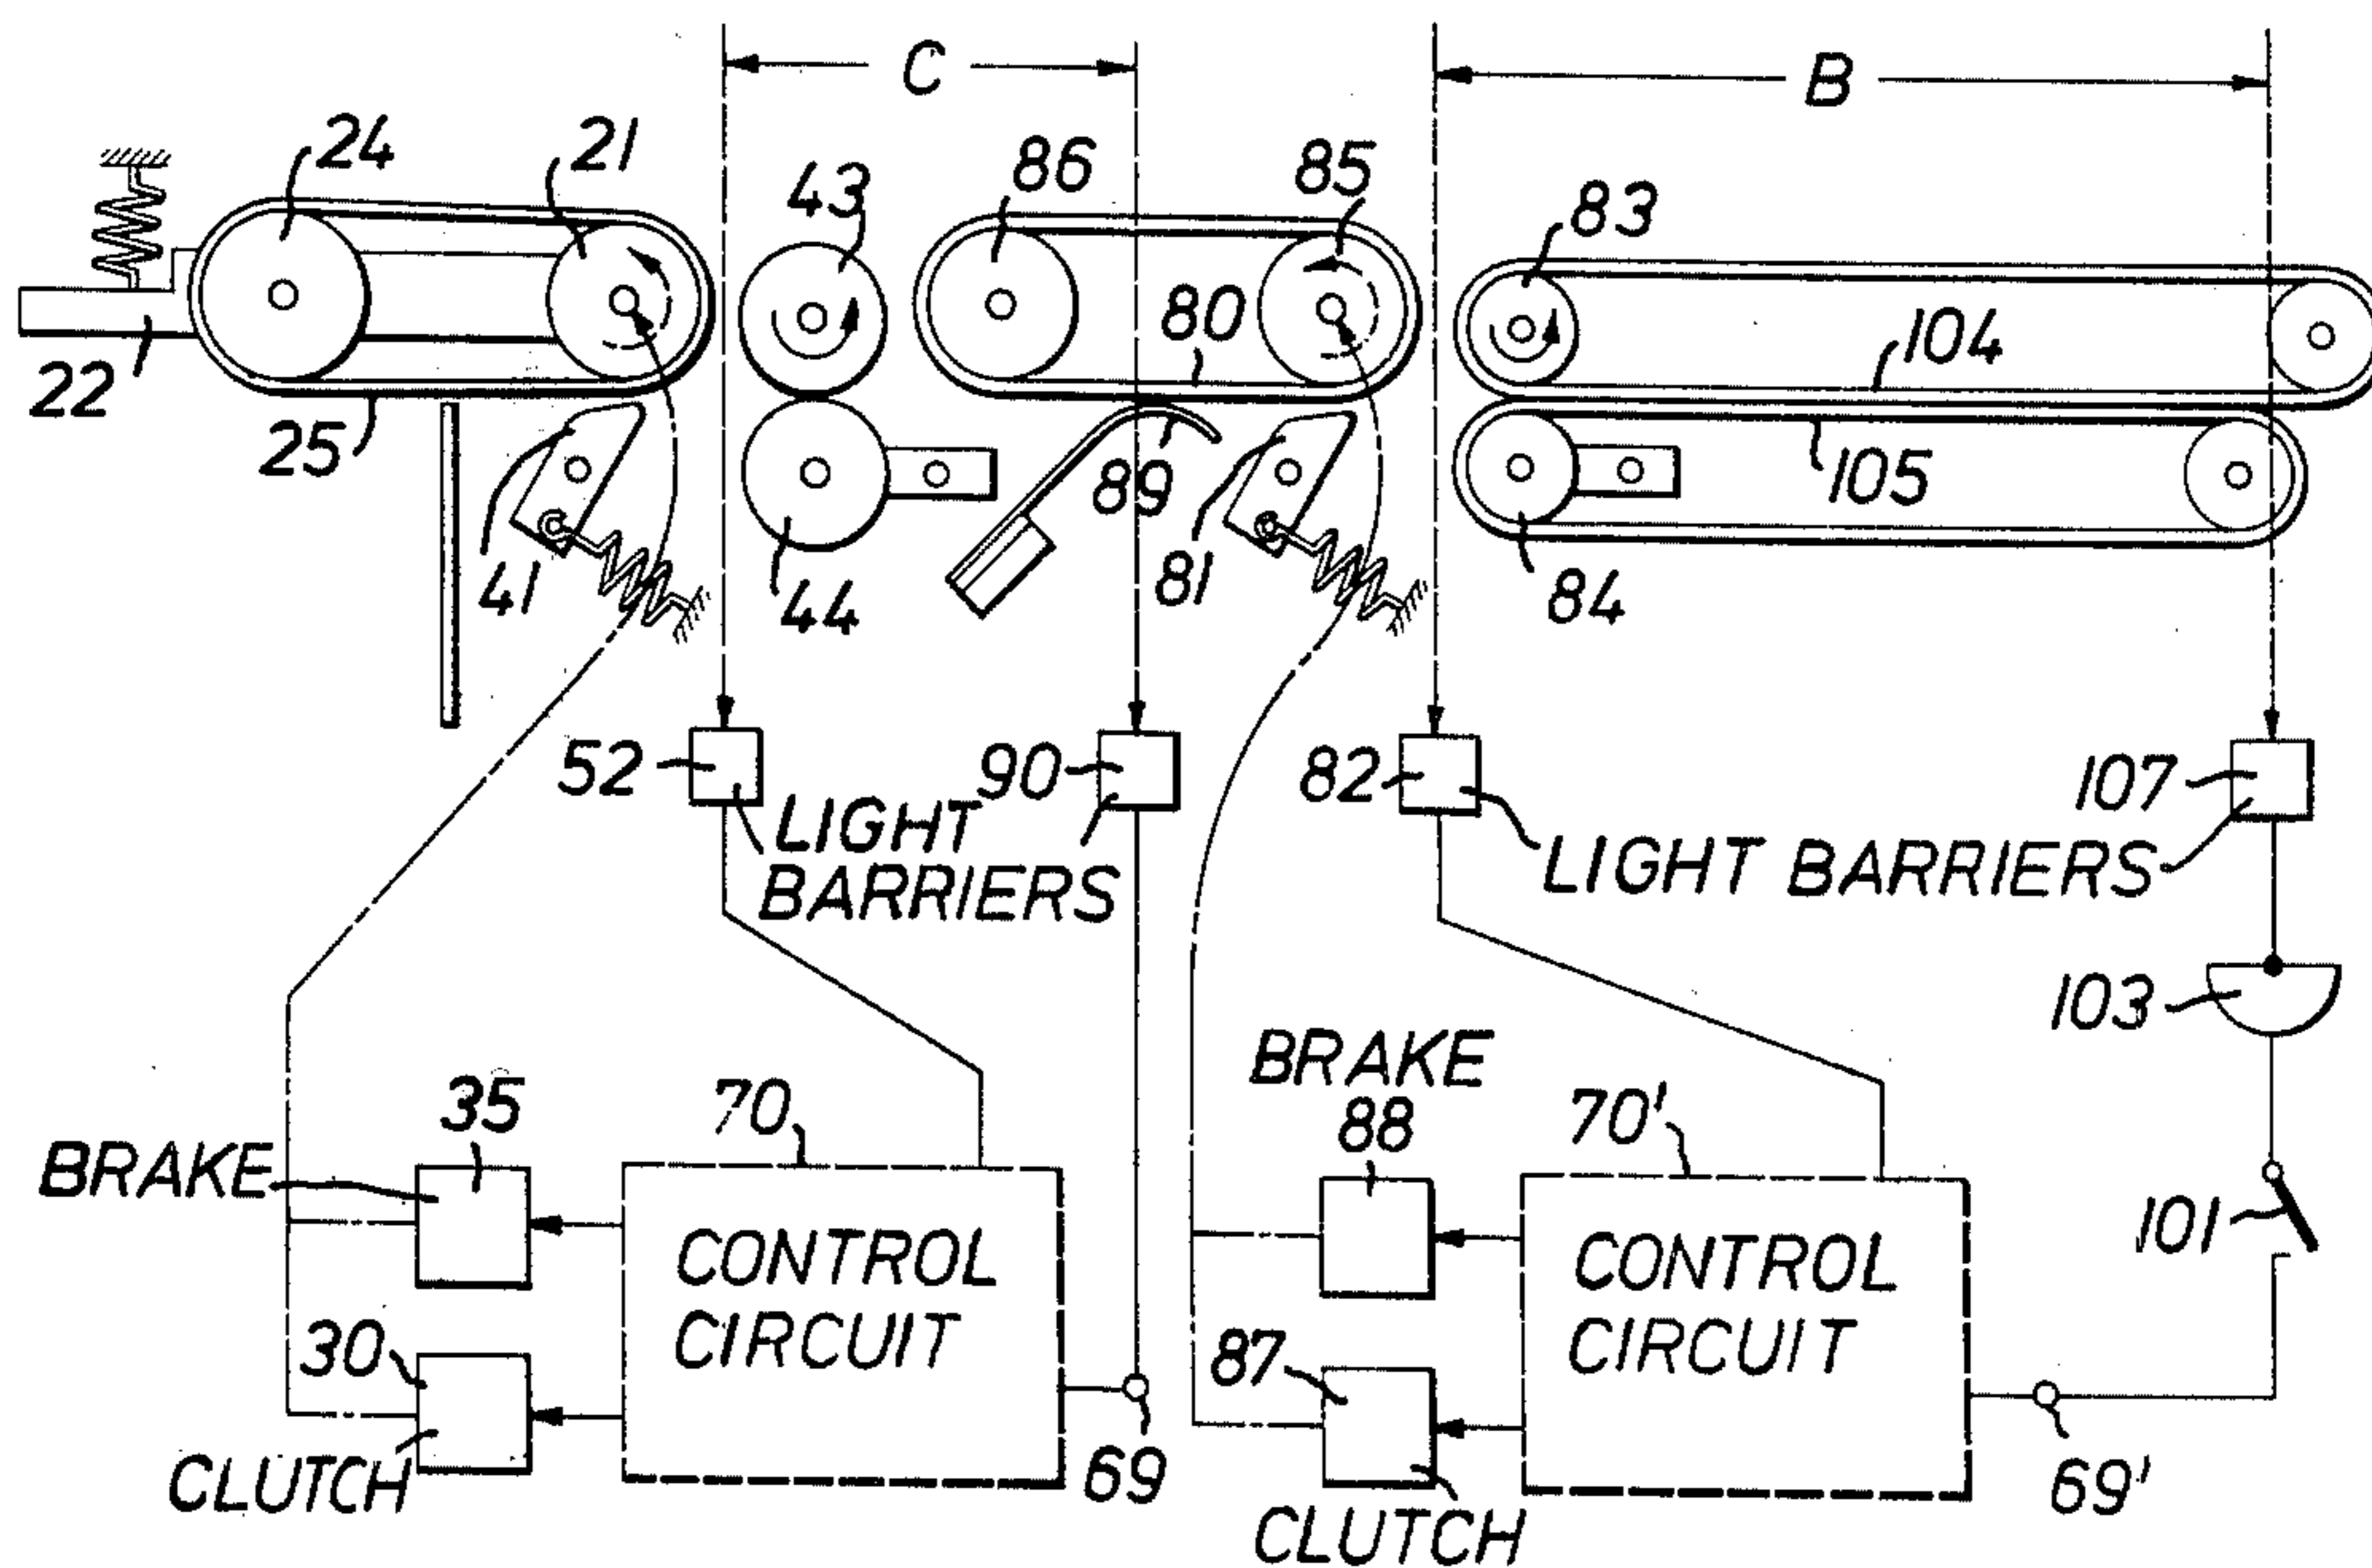 C
B
24
21
43
86
85
83
80
104
22
25
89
105
41
44
81
84
52
90
82
107
LIGHT
BARRIERS
LIGHT BARRIERS
103
35
70
BRAKE
88
70'
BRAKE
101
CONTROL
CIRCUIT
CONTROL
CIRCUIT
30
87
CLUTCH
69
69'
CLUTCH